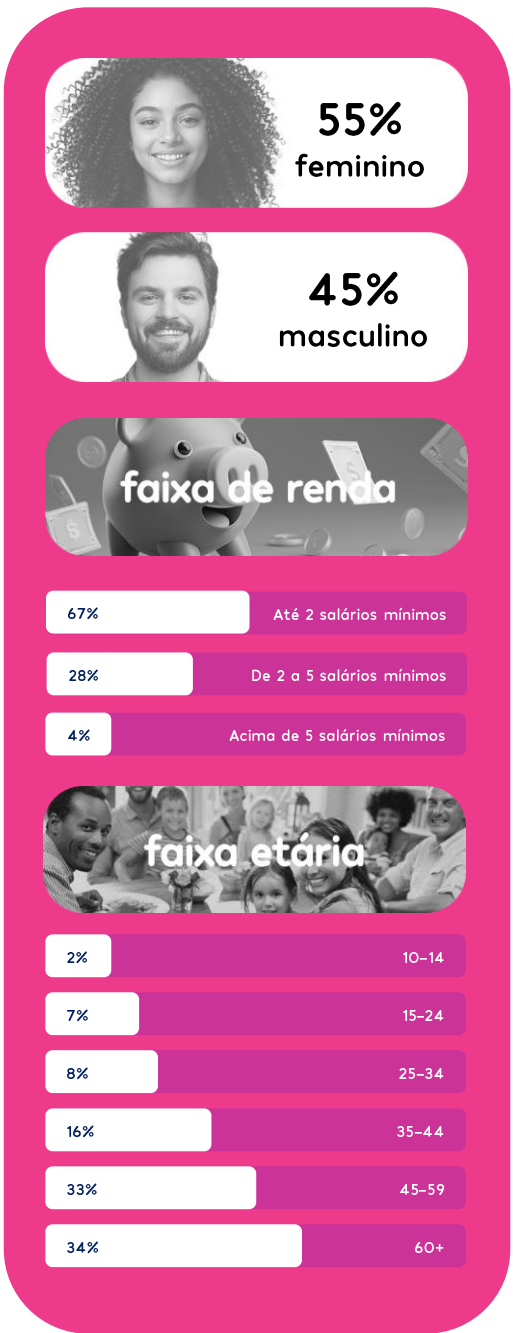 55%
feminino
45%
masculino
faixa de renda
67% Até 2 salários mínimos
28% De 2 a 5 salários mínimos
4% Acima de 5 salários mínimos
faixa etária
2% 10–14
7% 15–24
8% 25–34
16% 35–44
33% 45–59
34% 60+